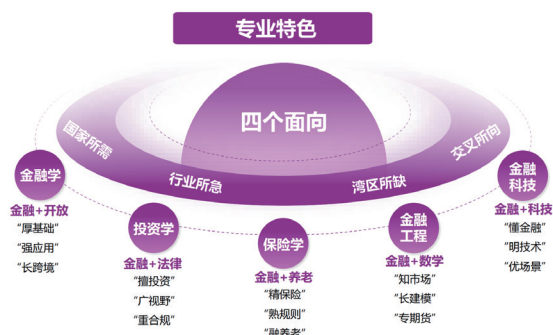 专业特色
四个面向
国家所需
行业所急
湾区所缺
交叉所向
金融学
金融+开放
“厚基础”
“强应用”
“长跨境”
投资学
金融+法律
“擅投资”
“广视野”
“重合规”
保险学
金融+养老
“精保险”
“熟规则”
“融养老”
金融
工程
金融+数学
“知市场”
“长建模”
“专期货”
金融
科技
金融+科技
“懂金融”
“明技术”
“优场景”